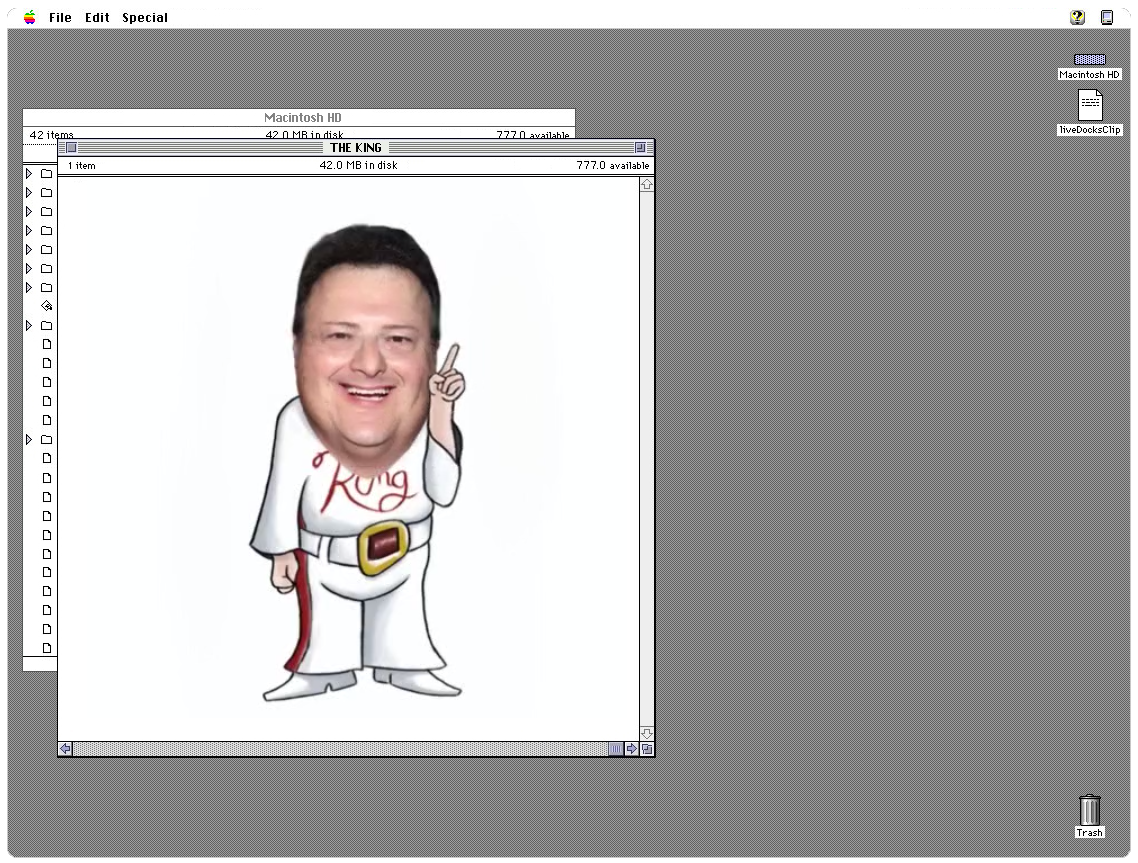 File Edit Special
Macintosh HD
liveDocksClip
Macintosh HD
42 items 42.0 MB in disk 777.0 available
THE KING
1 item 42.0 MB in disk 777.0 available
King
Trash